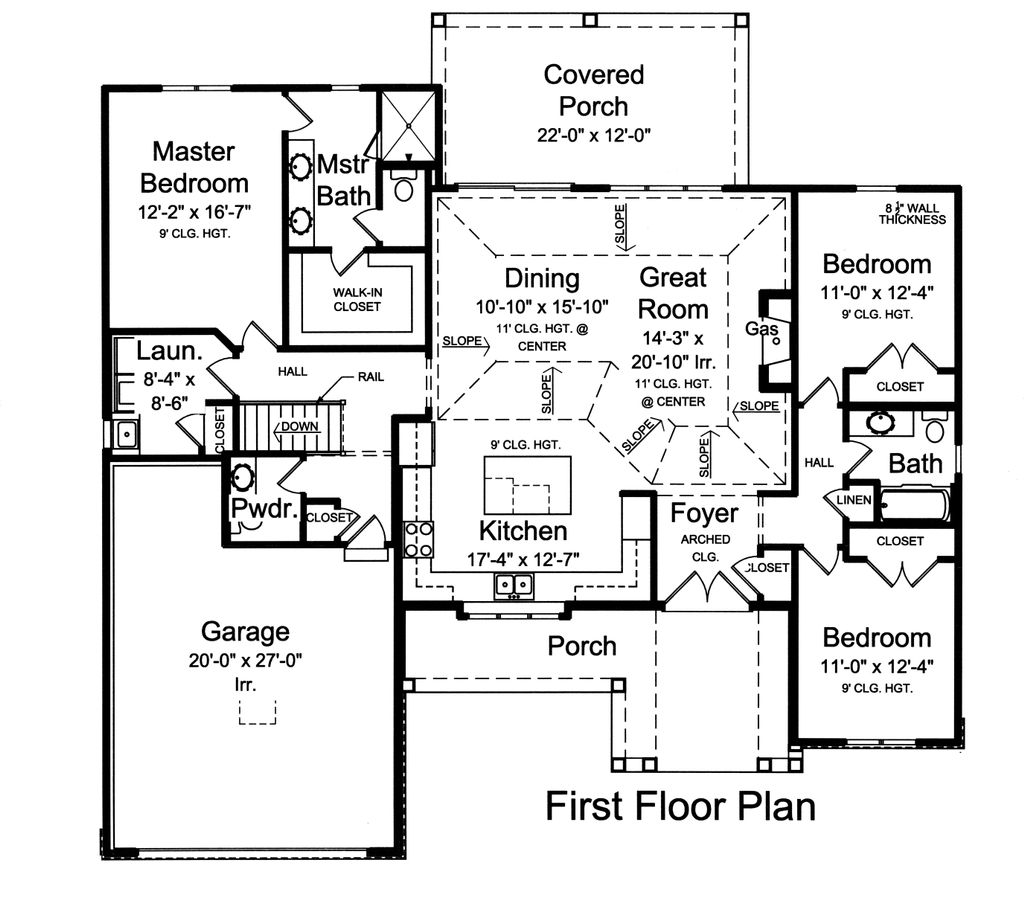 Covered
Porch
22'-0" x 12'-0"
Master
Bedroom
12'-2" x 16'-7"
9' CLG. HGT.
Mstr
Bath
WALK-IN
CLOSET
SLOPE
8 ½" WALL
THICKNESS
Dining
10'-10" x 15'-10"
11' CLG. HGT. @
CENTER
Great
Room
14'-3" x
20'-10" Irr.
11' CLG. HGT.
@ CENTER
Gas
Bedroom
11'-0" x 12'-4"
9' CLG. HGT.
CLOSET
Laun.
8'-4" x
8'-6"
HALL
RAIL
CLOSET
DOWN
SLOPE
SLOPE
SLOPE
SLOPE
SLOPE
9' CLG. HGT.
Kitchen
17'-4" x 12'-7"
Pwdr.
CLOSET
Foyer
ARCHED
CLG.
CLOSET
HALL
Bath
LINEN
CLOSET
Bedroom
11'-0" x 12'-4"
9' CLG. HGT.
Garage
20'-0" x 27'-0"
Irr.
Porch
First Floor Plan